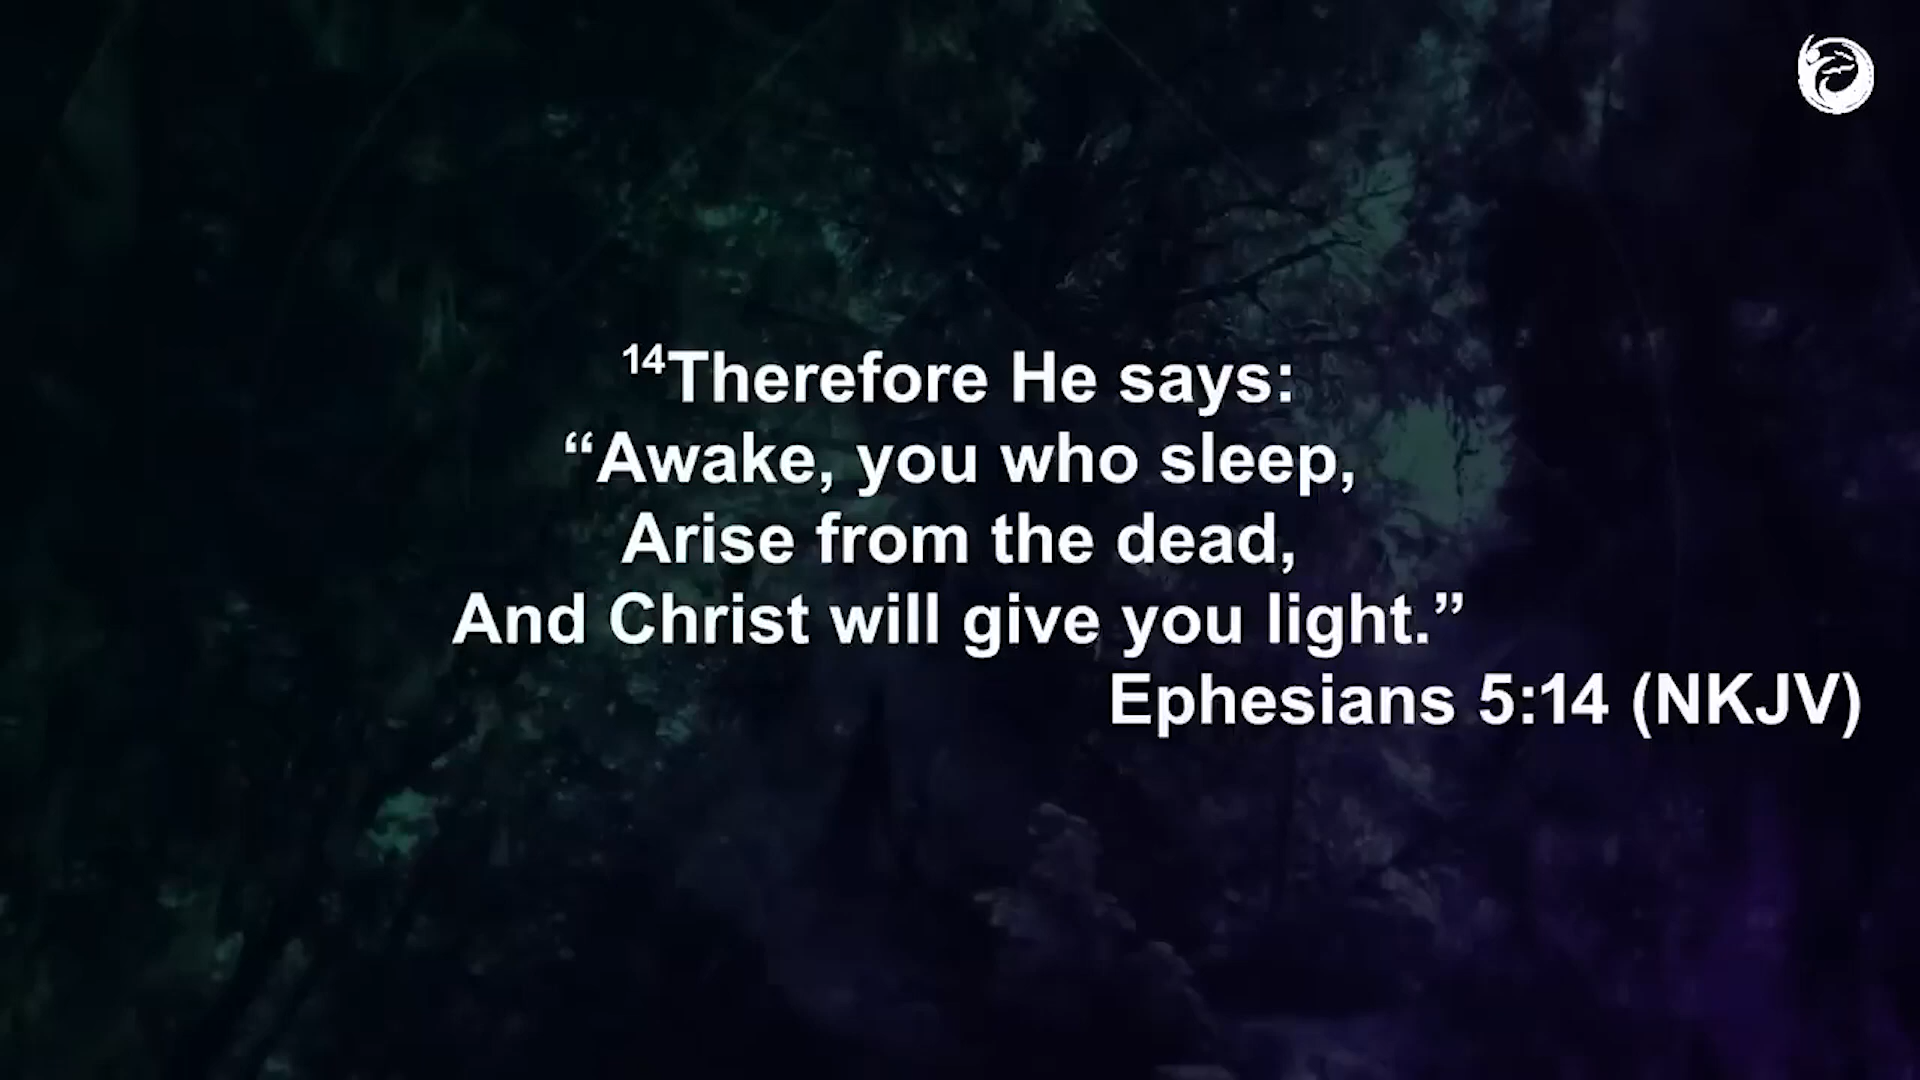 14Therefore He says:
“Awake, you who sleep,
Arise from the dead,
And Christ will give you light.”
Ephesians 5:14 (NKJV)